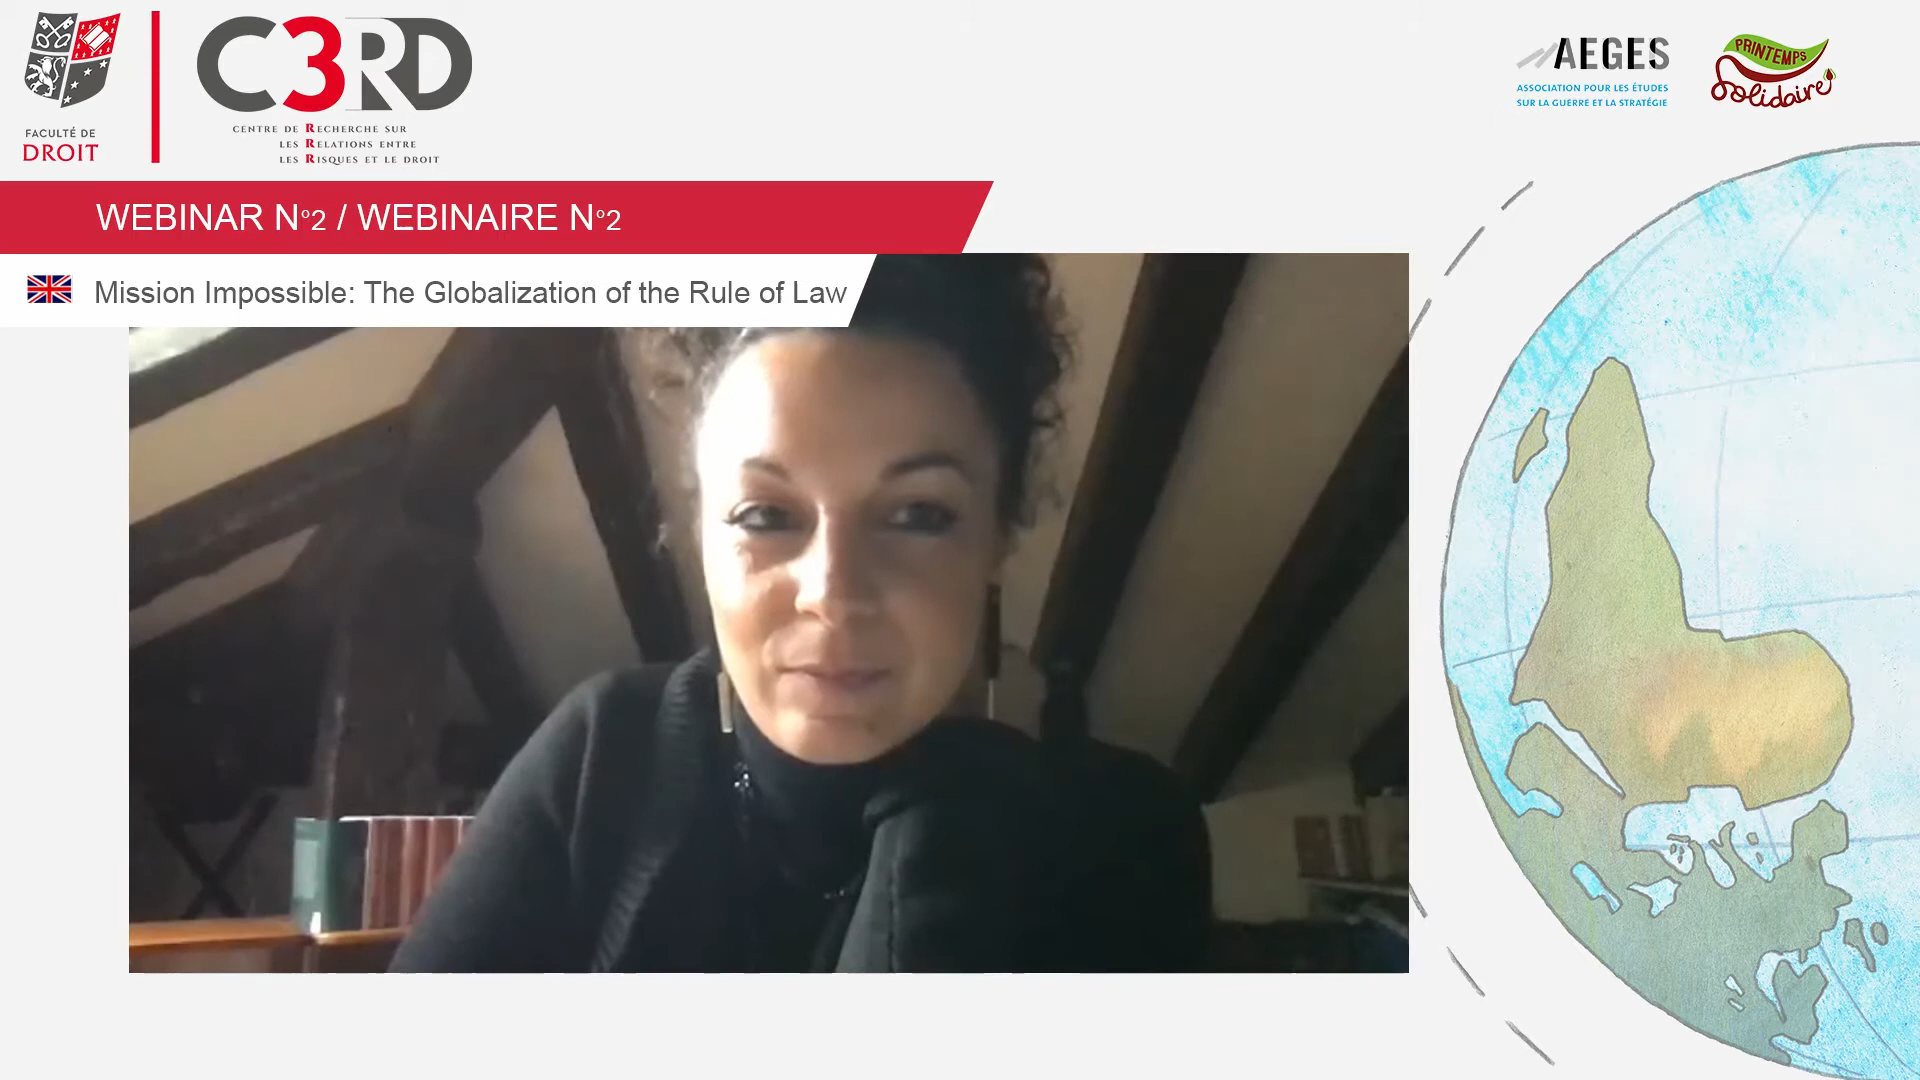 FACULTÉ DE
DROIT
C3RD
CENTRE DE RECHERCHE SUR
LES RELATIONS ENTRE
LES RISQUES ET LE DROIT
AEGES
ASSOCIATION POUR LES ÉTUDES
SUR LA GUERRE ET LA STRATÉGIE
PRINTEMPS
Solidaire
WEBINAR N°2 / WEBINAIRE N°2
Mission Impossible: The Globalization of the Rule of Law